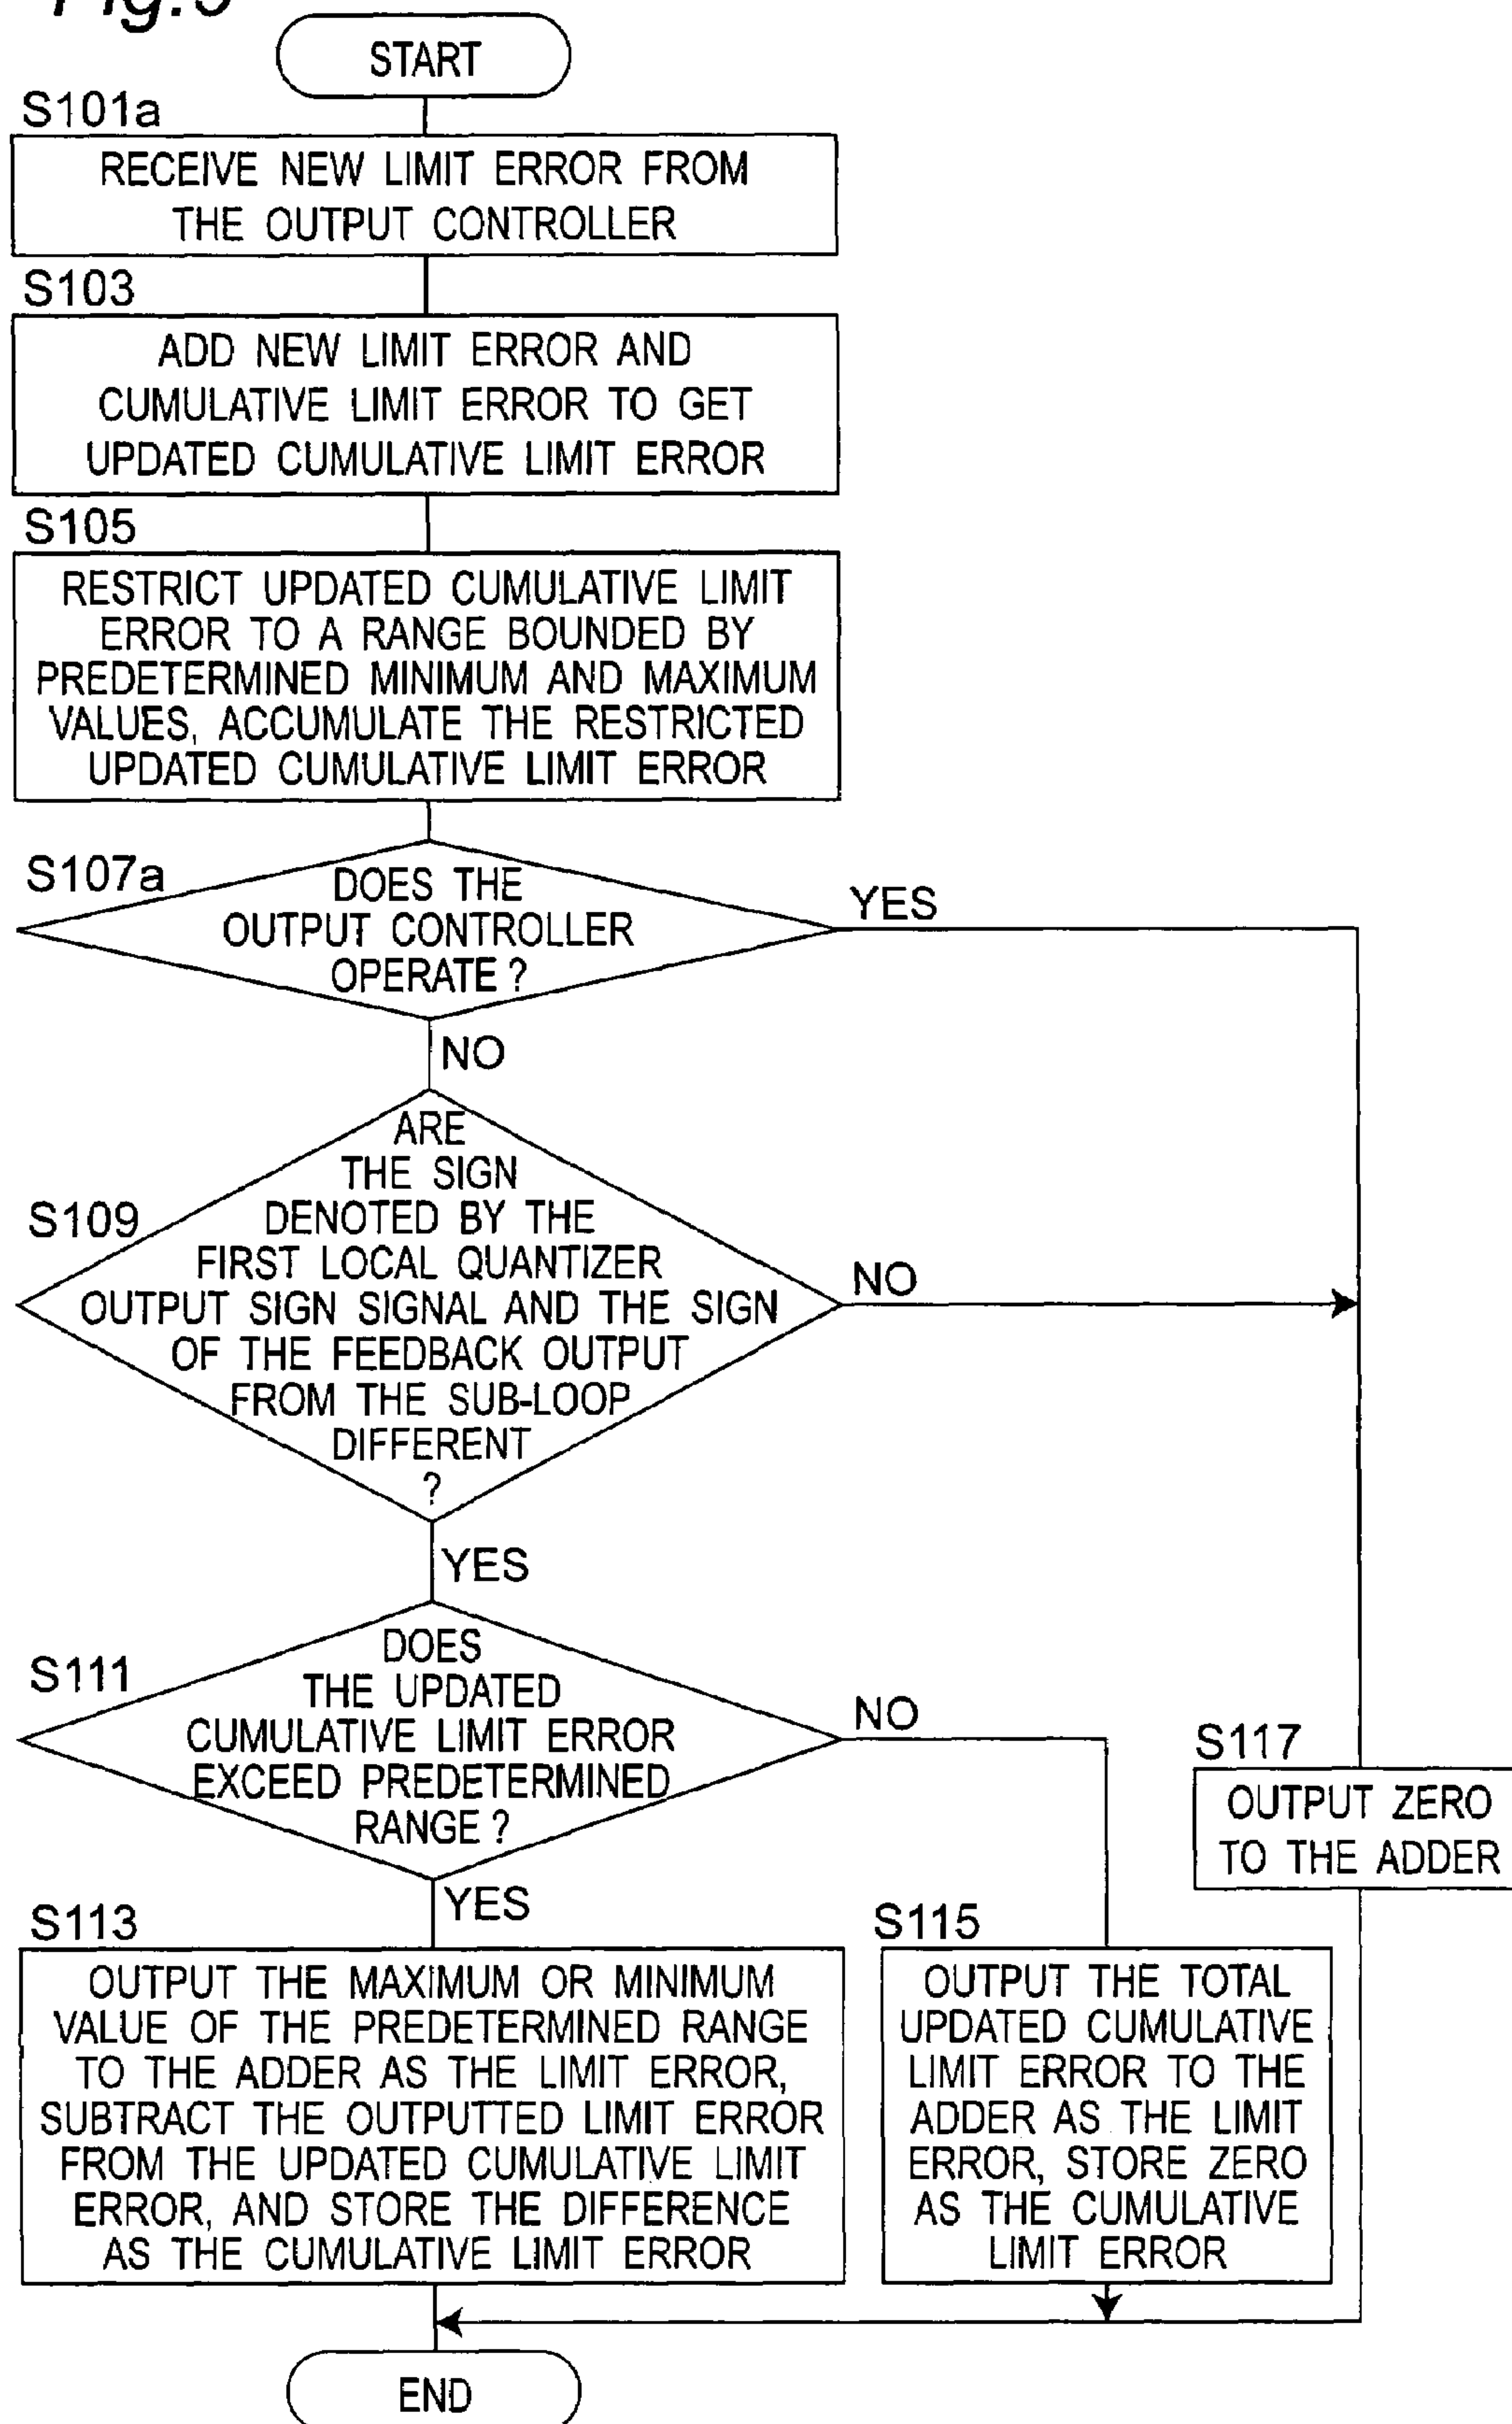 START
S101a
RECEIVE NEW LIMIT ERROR FROM
THE OUTPUT CONTROLLER
S103
ADD NEW LIMIT ERROR AND
CUMULATIVE LIMIT ERROR TO GET
UPDATED CUMULATIVE LIMIT ERROR
S105
RESTRICT UPDATED CUMULATIVE LIMIT
ERROR TO A RANGE BOUNDED BY
PREDETERMINED MINIMUM AND MAXIMUM
VALUES, ACCUMULATE THE RESTRICTED
UPDATED CUMULATIVE LIMIT ERROR
S107a
DOES THE
OUTPUT CONTROLLER
OPERATE ?
YES
NO
S109
ARE
THE SIGN
DENOTED BY THE
FIRST LOCAL QUANTIZER
OUTPUT SIGN SIGNAL AND THE SIGN
OF THE FEEDBACK OUTPUT
FROM THE SUB-LOOP
DIFFERENT
?
NO
YES
S111
DOES
THE UPDATED
CUMULATIVE LIMIT ERROR
EXCEED PREDETERMINED
RANGE ?
NO
YES
S117
OUTPUT ZERO
TO THE ADDER
S113
OUTPUT THE MAXIMUM OR MINIMUM
VALUE OF THE PREDETERMINED RANGE
TO THE ADDER AS THE LIMIT ERROR,
SUBTRACT THE OUTPUTTED LIMIT ERROR
FROM THE UPDATED CUMULATIVE LIMIT
ERROR, AND STORE THE DIFFERENCE
AS THE CUMULATIVE LIMIT ERROR
S115
OUTPUT THE TOTAL
UPDATED CUMULATIVE
LIMIT ERROR TO THE
ADDER AS THE LIMIT
ERROR, STORE ZERO
AS THE CUMULATIVE
LIMIT ERROR
END